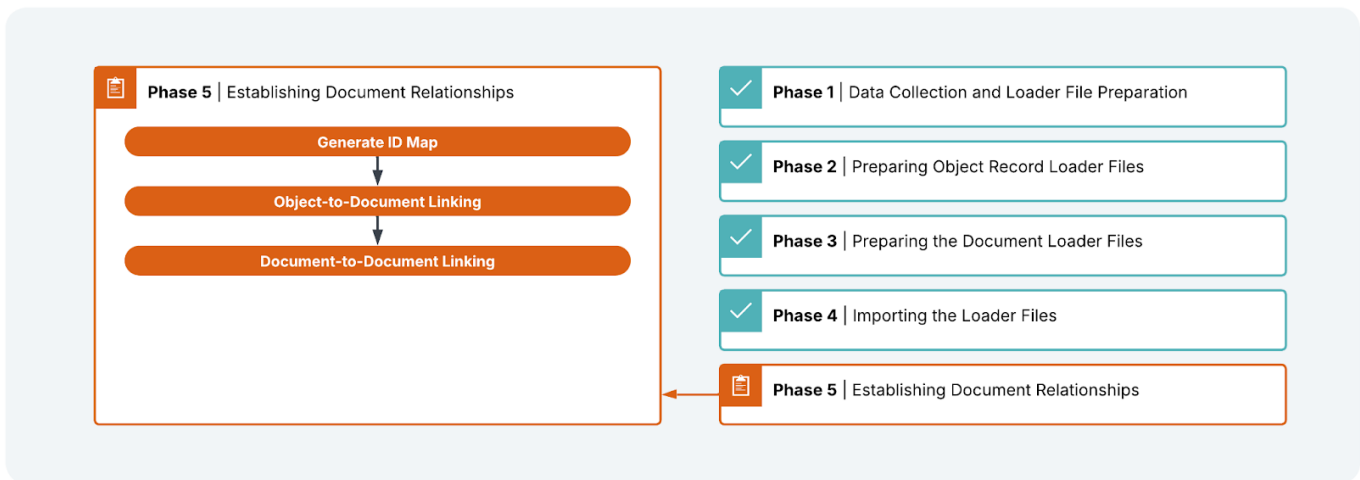 Phase 5 | Establishing Document Relationships
Generate ID Map
Object-to-Document Linking
Document-to-Document Linking
Phase 1 | Data Collection and Loader File Preparation
Phase 2 | Preparing Object Record Loader Files
Phase 3 | Preparing the Document Loader Files
Phase 4 | Importing the Loader Files
Phase 5 | Establishing Document Relationships